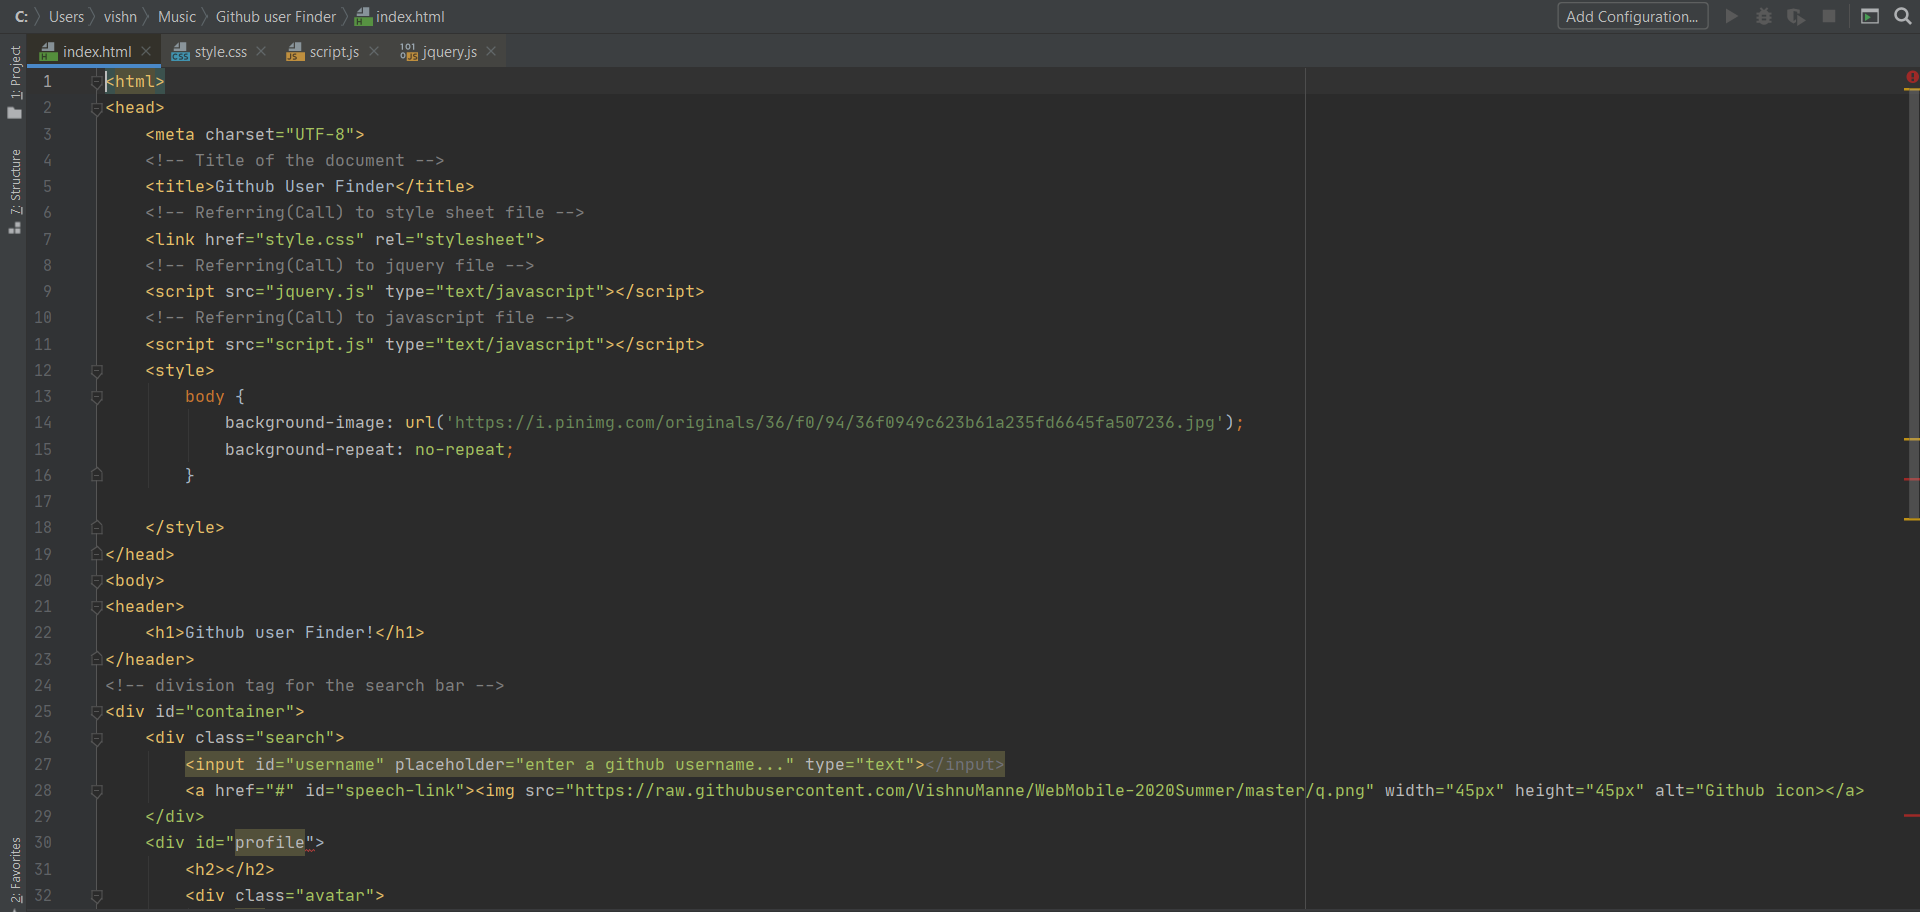 C: Users vishn Music Github user Finder index.html Add Configuration...
index.html style.css script.js jquery.js
1: Project
7: Structure
2: Favorites
1 <html>
2 <head>
3 <meta charset="UTF-8">
4 <!-- Title of the document -->
5 <title>Github User Finder</title>
6 <!-- Referring(Call) to style sheet file -->
7 <link href="style.css" rel="stylesheet">
8 <!-- Referring(Call) to jquery file -->
9 <script src="jquery.js" type="text/javascript"></script>
10 <!-- Referring(Call) to javascript file -->
11 <script src="script.js" type="text/javascript"></script>
12 <style>
13 body {
14 background-image: url('https://i.pinimg.com/originals/36/f0/94/36f0949c623b61a235fd6645fa507236.jpg');
15 background-repeat: no-repeat;
16 }
17
18 </style>
19 </head>
20 <body>
21 <header>
22 <h1>Github user Finder!</h1>
23 </header>
24 <!-- division tag for the search bar -->
25 <div id="container">
26 <div class="search">
27 <input id="username" placeholder="enter a github username..." type="text"></input>
28 <a href="#" id="speech-link"><img src="https://raw.githubusercontent.com/VishnuManne/WebMobile-2020Summer/master/q.png" width="45px" height="45px" alt="Github icon></a>
29 </div>
30 <div id="profile">
31 <h2></h2>
32 <div class="avatar">